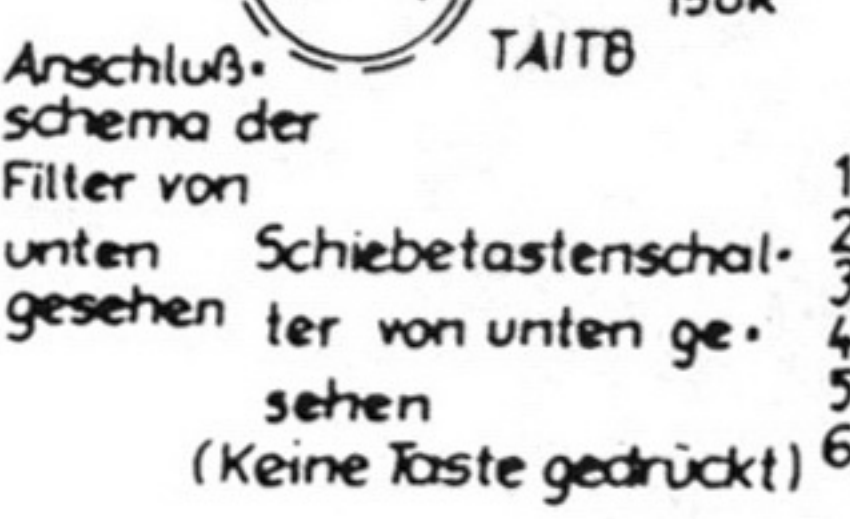 TAITB
Anschluß-
schema der
Filter von
unten
gesehen
Schiebetastenschal-
ter von unten ge-
sehen
(Keine Taste gedrückt)
1
2
3
4
5
6